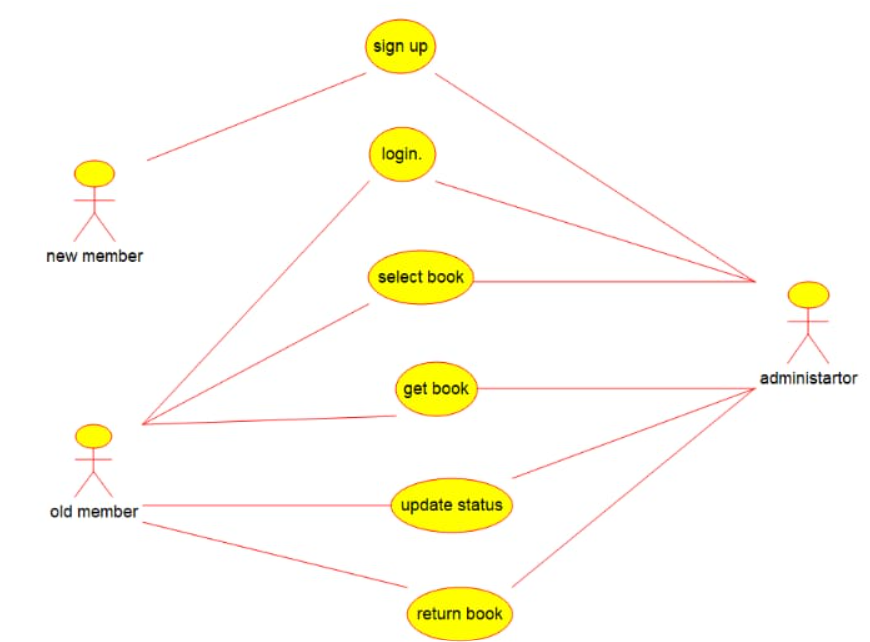 sign up
login.
new member
select book
administartor
get book
old member
update status
return book